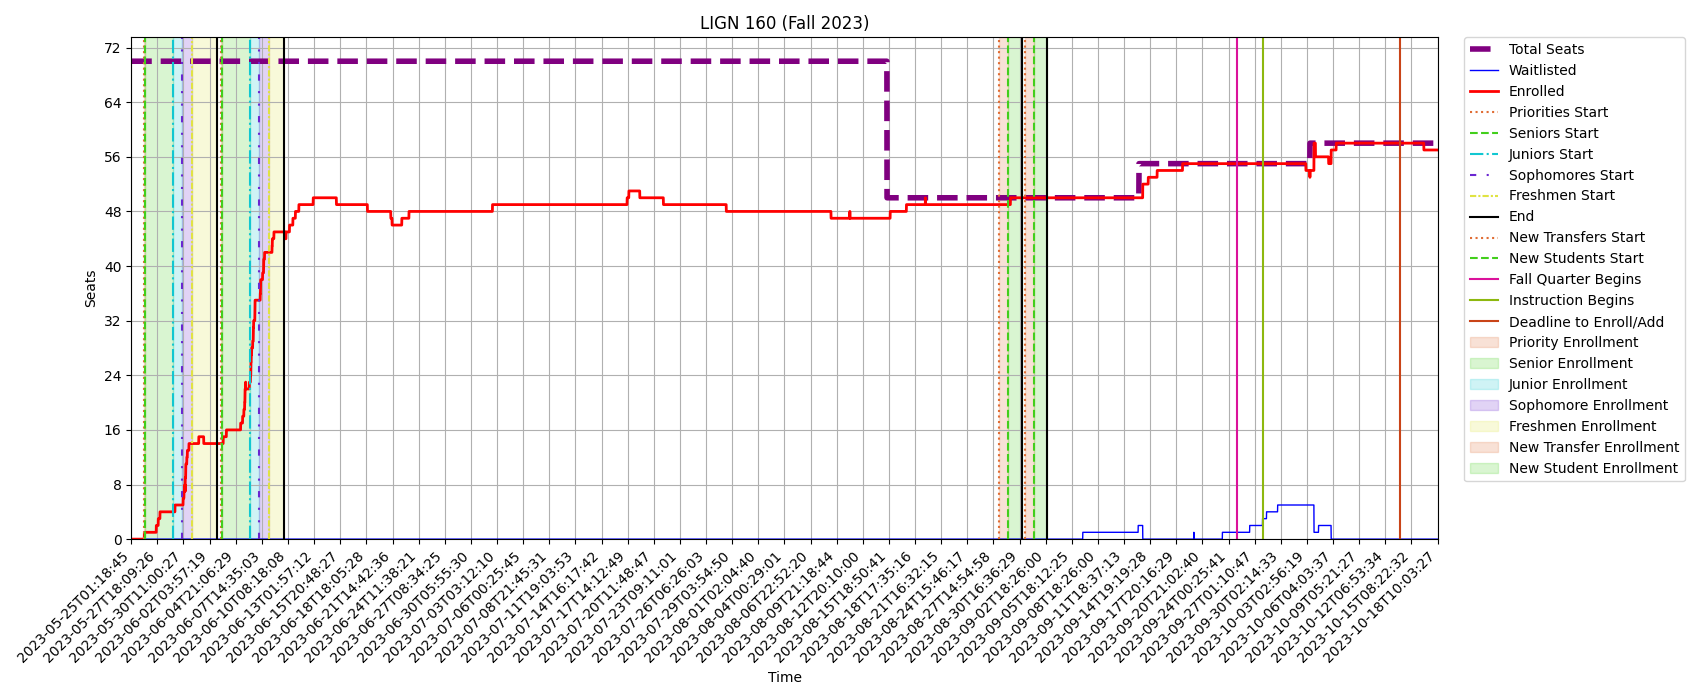 LIGN 160 (Fall 2023)
72
64
56
48
40
32
24
16
8
0
Seats
2023-05-25T01:18:45
2023-05-27T18:09:26
2023-05-30T11:00:27
2023-06-02T03:57:19
2023-06-04T21:06:29
2023-06-07T14:35:03
2023-06-10T08:18:08
2023-06-13T01:57:12
2023-06-15T20:48:27
2023-06-18T18:05:28
2023-06-21T14:42:36
2023-06-24T11:38:21
2023-06-27T08:34:25
2023-06-30T05:55:30
2023-07-03T03:12:10
2023-07-06T00:25:45
2023-07-08T21:45:31
2023-07-11T19:03:53
2023-07-14T16:17:42
2023-07-17T14:12:49
2023-07-20T11:48:47
2023-07-23T09:11:01
2023-07-26T06:26:03
2023-07-29T03:54:50
2023-08-01T02:04:40
2023-08-04T00:29:01
2023-08-06T22:52:20
2023-08-09T21:18:44
2023-08-12T20:10:00
2023-08-15T18:50:41
2023-08-18T17:35:16
2023-08-21T16:32:15
2023-08-24T15:46:17
2023-08-27T14:54:58
2023-08-30T16:36:29
2023-09-02T18:26:00
2023-09-05T18:12:25
2023-09-08T18:26:00
2023-09-11T18:37:13
2023-09-14T19:19:28
2023-09-17T20:16:29
2023-09-20T21:02:40
2023-09-24T00:25:41
2023-09-27T01:10:47
2023-09-30T02:14:33
2023-10-03T02:56:19
2023-10-06T04:03:37
2023-10-09T05:21:27
2023-10-12T06:53:34
2023-10-15T08:22:32
2023-10-18T10:03:27
Time
Total Seats
Waitlisted
Enrolled
Priorities Start
Seniors Start
Juniors Start
Sophomores Start
Freshmen Start
End
New Transfers Start
New Students Start
Fall Quarter Begins
Instruction Begins
Deadline to Enroll/Add
Priority Enrollment
Senior Enrollment
Junior Enrollment
Sophomore Enrollment
Freshmen Enrollment
New Transfer Enrollment
New Student Enrollment